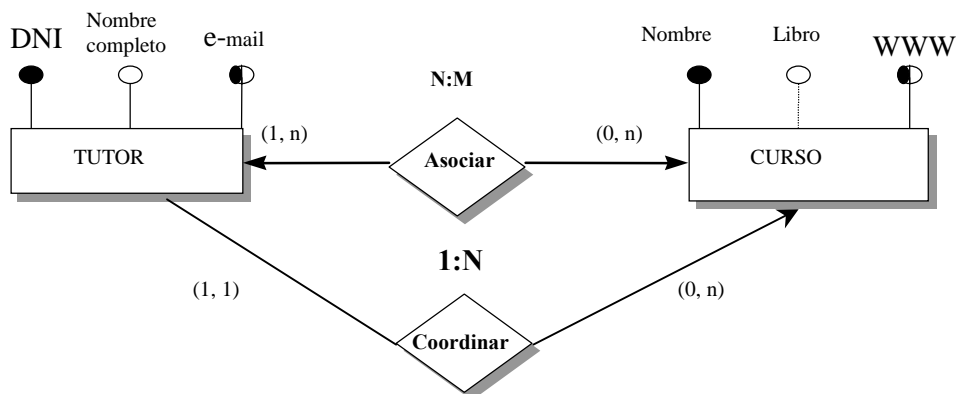 DNI
Nombre
completo
e-mail
Nombre
Libro
WWW
N:M
(1, n)
(0, n)
TUTOR
Asociar
CURSO
1:N
(1, 1)
(0, n)
Coordinar